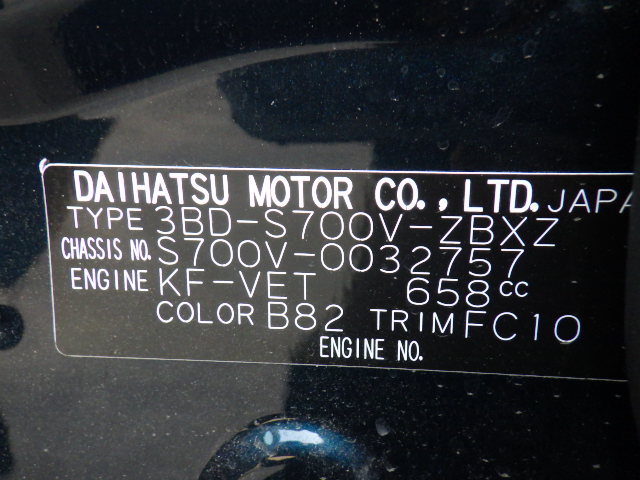 DAIHATSU MOTOR CO., LTD. JAPA
TYPE 3BD-S700V-ZBXZ
CHASSIS NO. S700V-0032757
ENGINE KF-VET 658cc
COLOR B82 TRIM FC10
ENGINE NO.